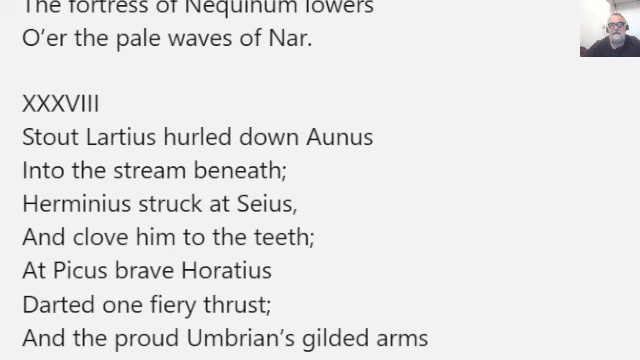 The fortress of Nequinum lowers
O’er the pale waves of Nar.
XXXVIII
Stout Lartius hurled down Aunus
Into the stream beneath;
Herminius struck at Seius,
And clove him to the teeth;
At Picus brave Horatius
Darted one fiery thrust;
And the proud Umbrian’s gilded arms